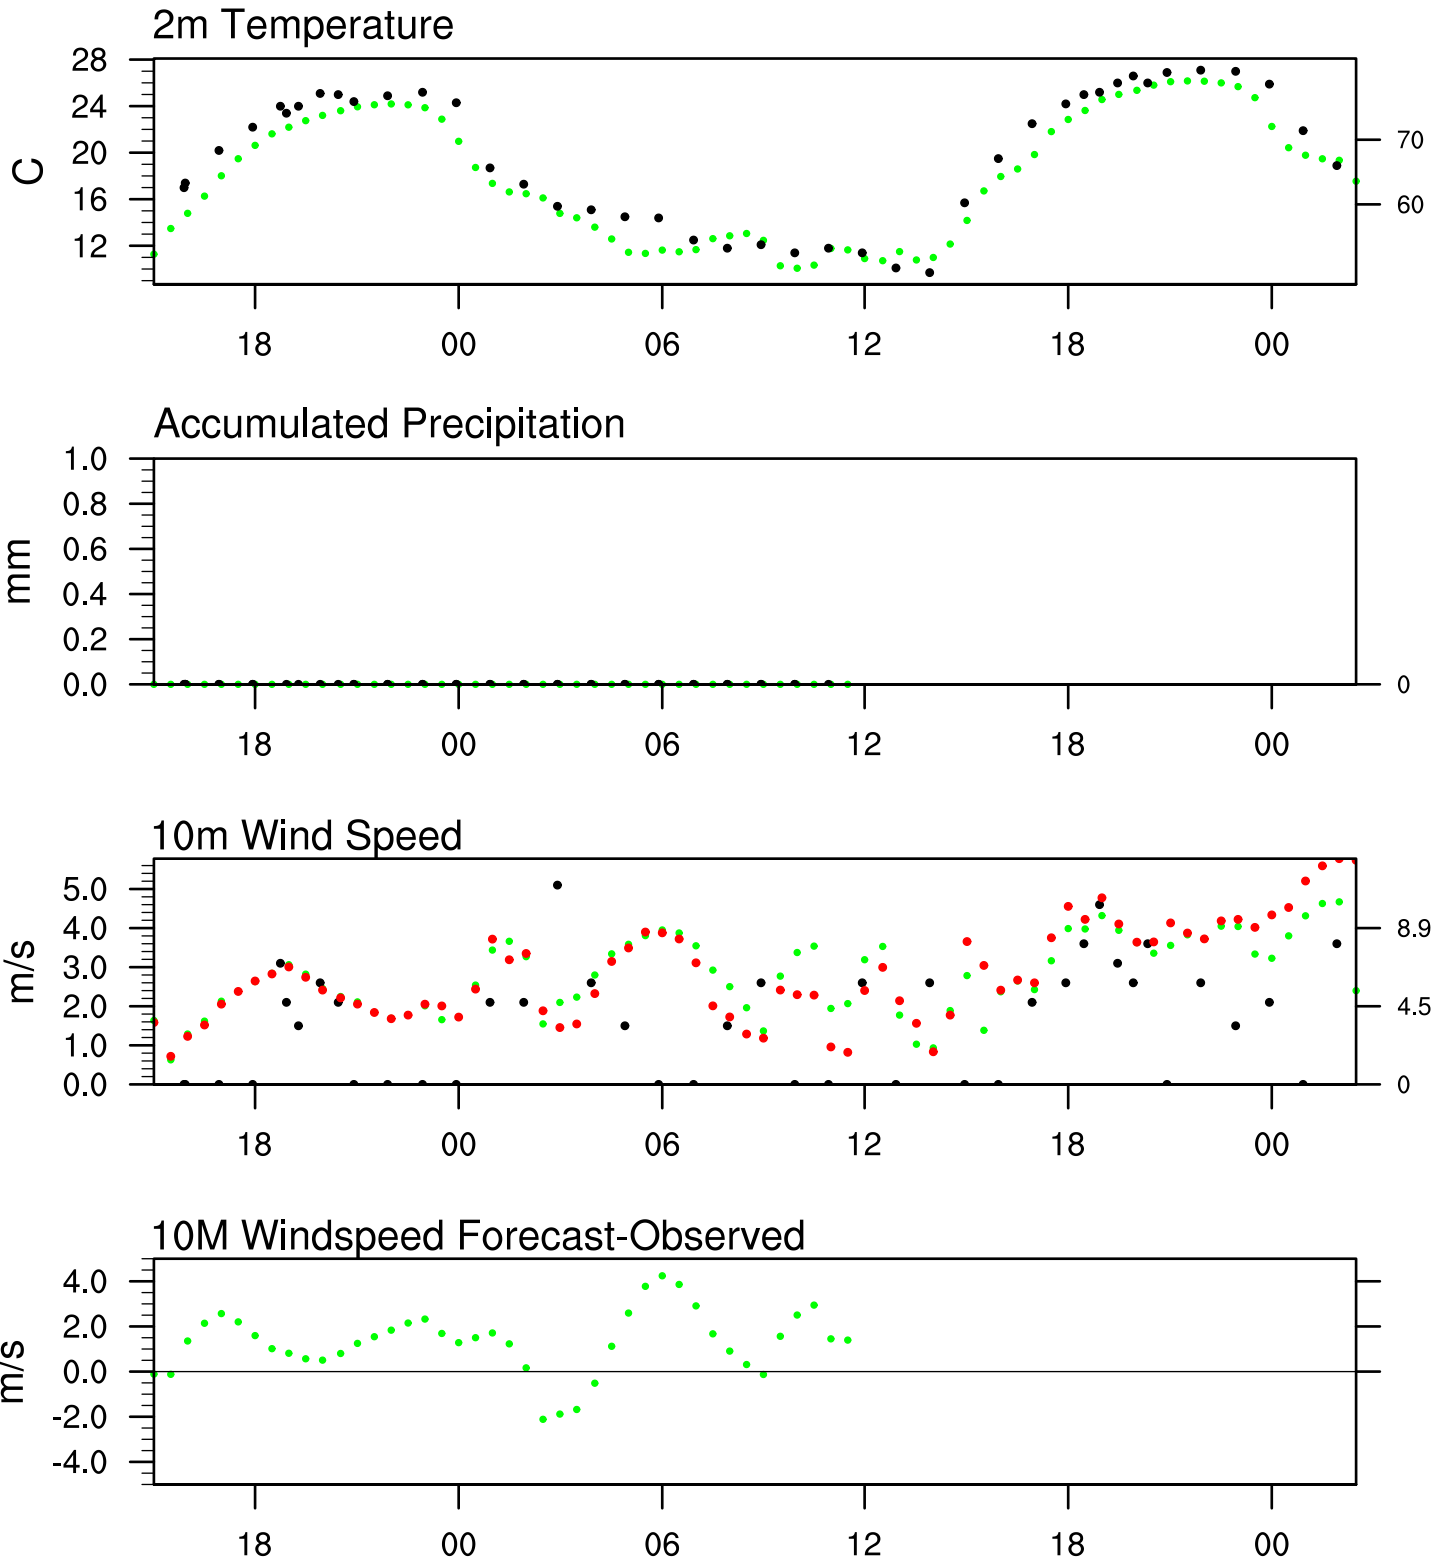 2m Temperature
28
24
20
16
12
C
70
60
18 00 06 12 18 00
Accumulated Precipitation
1.0
0.8
0.6
0.4
0.2
0.0
mm
0
18 00 06 12 18 00
10m Wind Speed
5.0
4.0
3.0
2.0
1.0
0.0
m/s
8.9
4.5
0
18 00 06 12 18 00
10M Windspeed Forecast-Observed
4.0
2.0
0.0
-2.0
-4.0
m/s
18 00 06 12 18 00